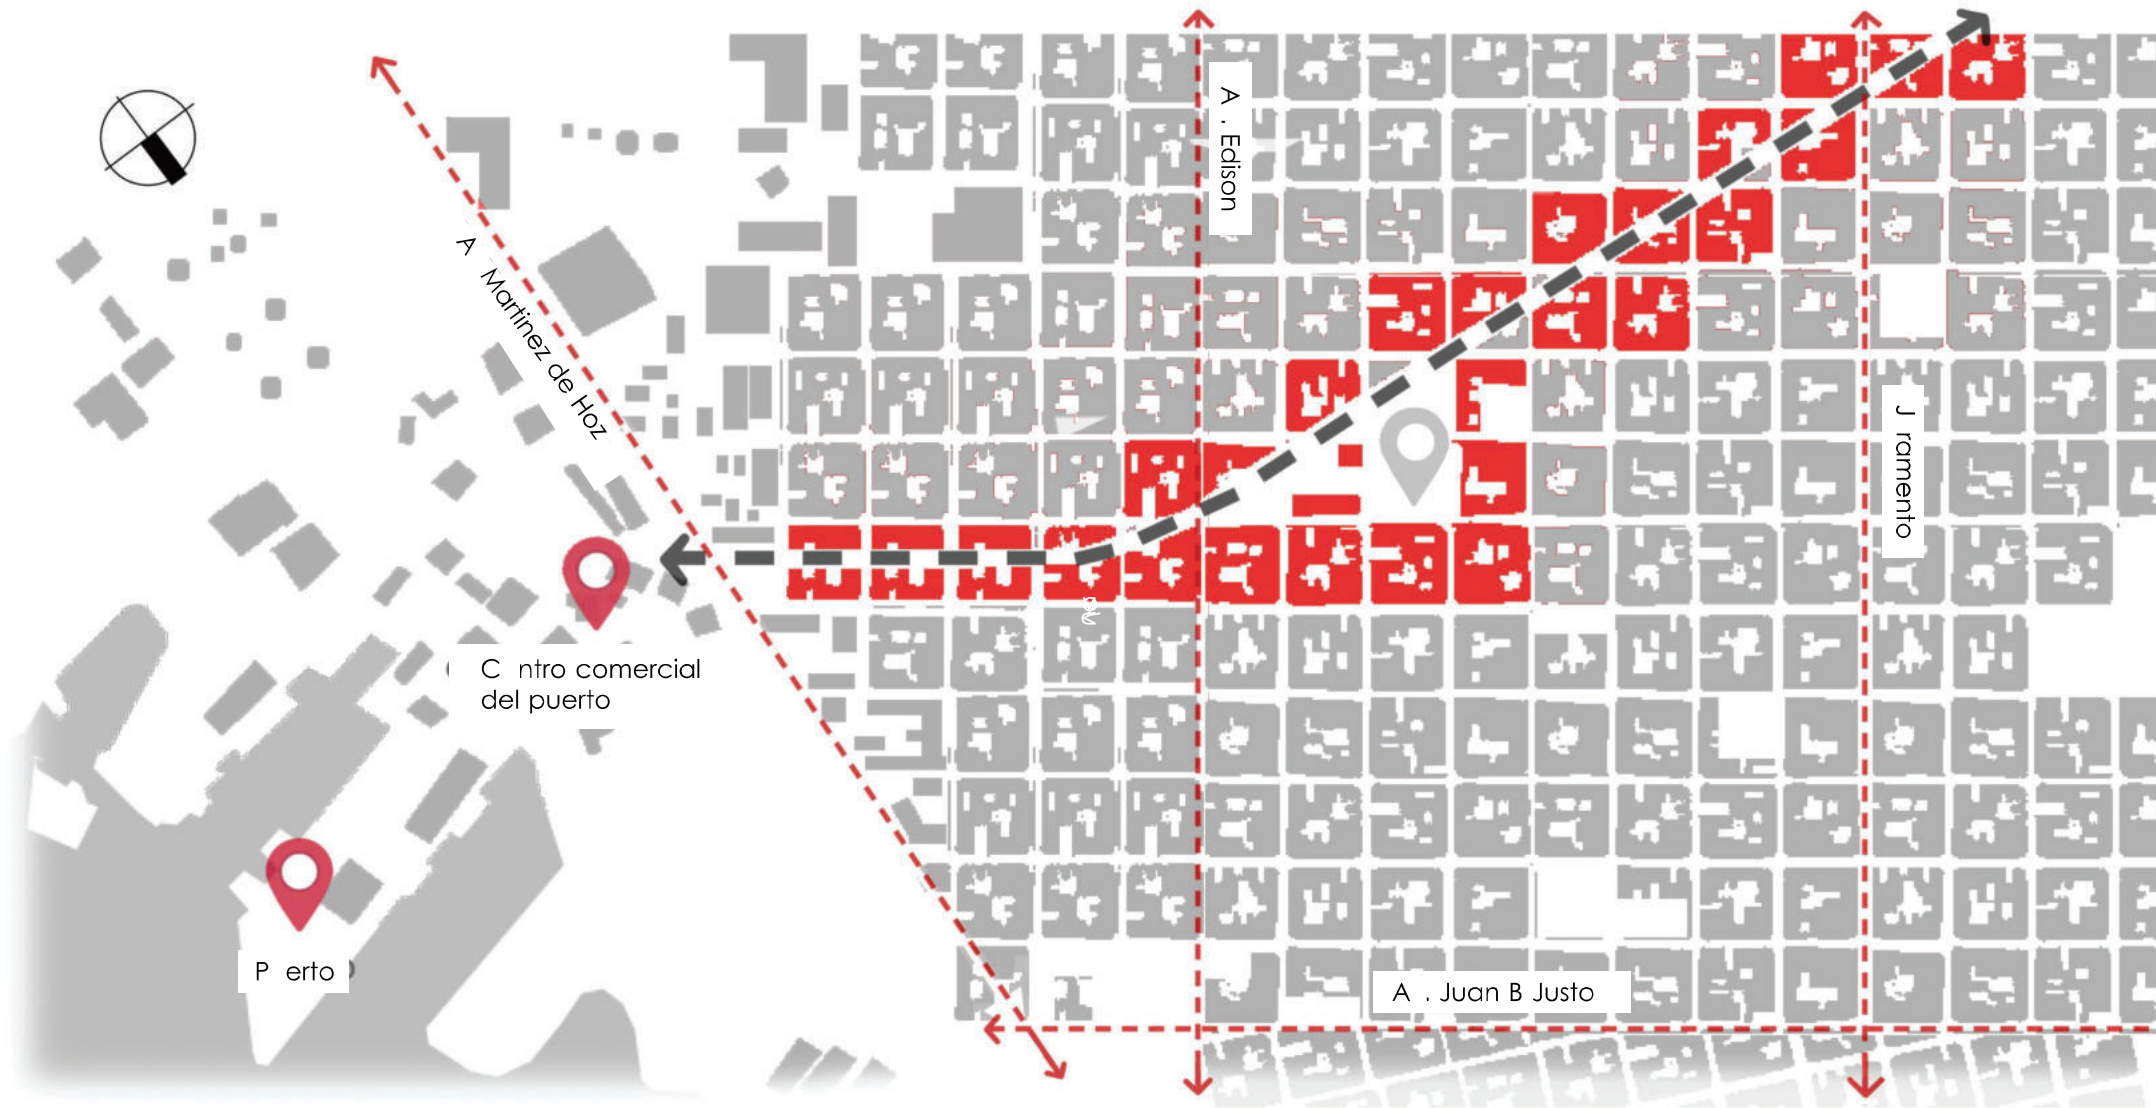 A . Edison
A . Martinez de Hoz
J ramento
C ntro comercial
del puerto
P erto
A . Juan B Justo